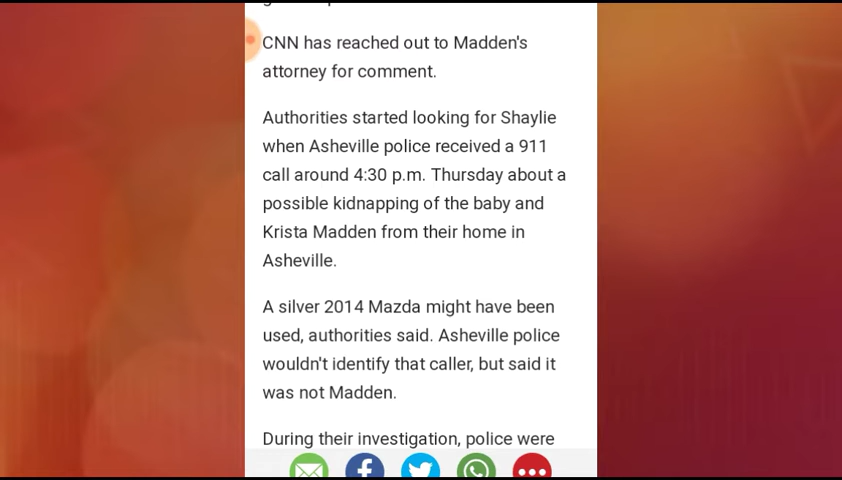 CNN has reached out to Madden's
attorney for comment.
Authorities started looking for Shaylie
when Asheville police received a 911
call around 4:30 p.m. Thursday about a
possible kidnapping of the baby and
Krista Madden from their home in
Asheville.
A silver 2014 Mazda might have been
used, authorities said. Asheville police
wouldn't identify that caller, but said it
was not Madden.
During their investigation, police were